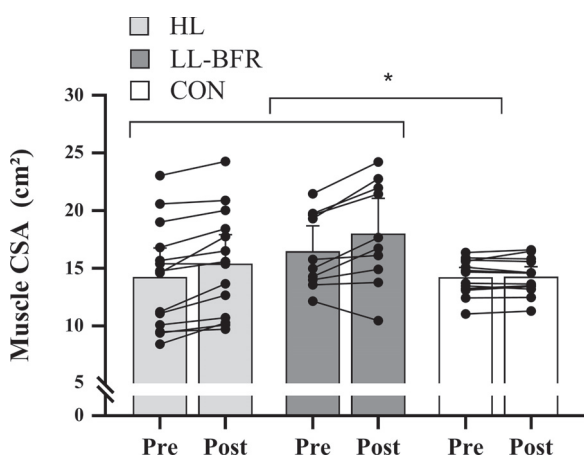 HL
LL-BFR
CON
*
Muscle CSA (cm²)
30
25
20
15
10
5
0
Pre Post Pre Post Pre Post